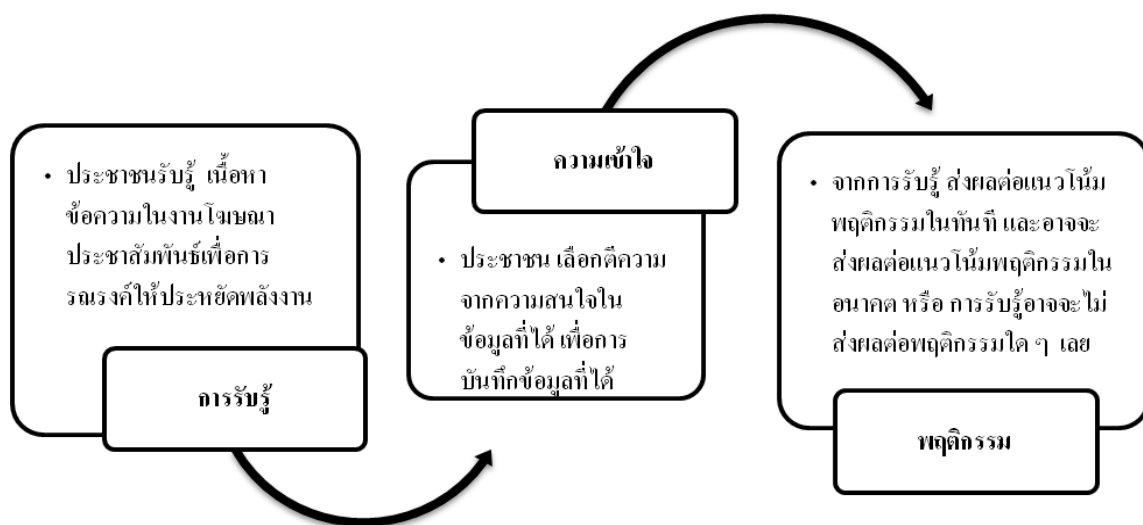 • ประชาชนรับรู้ เนื้อหา
ข้อความในงานโฆษณา
ประชาสัมพันธ์เพื่อการ
รณรงค์ให้ประหยัดพลังงาน
การรับรู้
ความเข้าใจ
• ประชาชน เลือกตีความ
จากความสนใจใน
ข้อมูลที่ได้ เพื่อการ
บันทึกข้อมูลที่ได้
• จากการรับรู้ ส่งผลต่อแนวโน้ม
พฤติกรรมในทันที และอาจจะ
ส่งผลต่อแนวโน้มพฤติกรรมใน
อนาคต หรือ การรับรู้อาจจะไม่
ส่งผลต่อพฤติกรรมใด ๆ เลย
พฤติกรรม